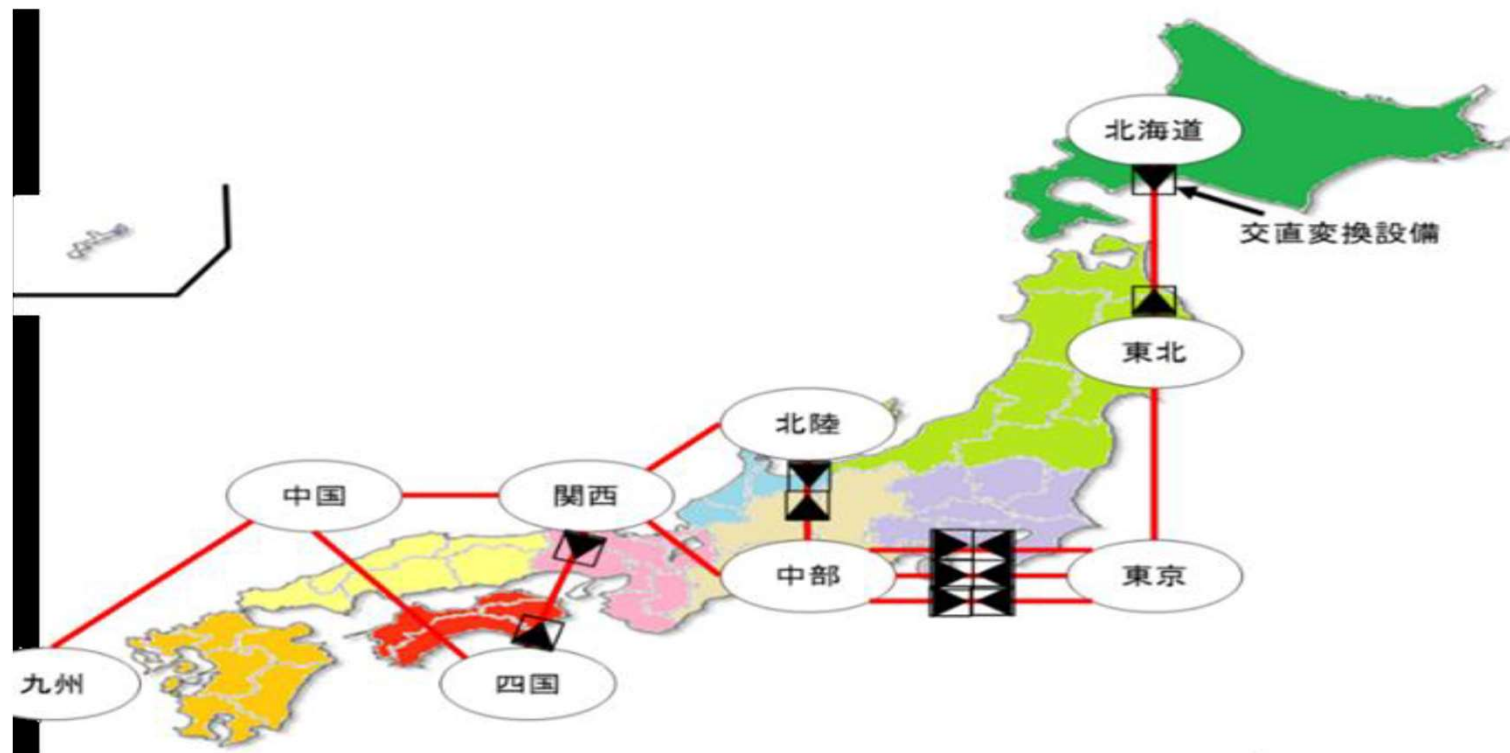 北海道
交直変換設備
東北
北陸
中国
関西
中部
東京
九州
四国